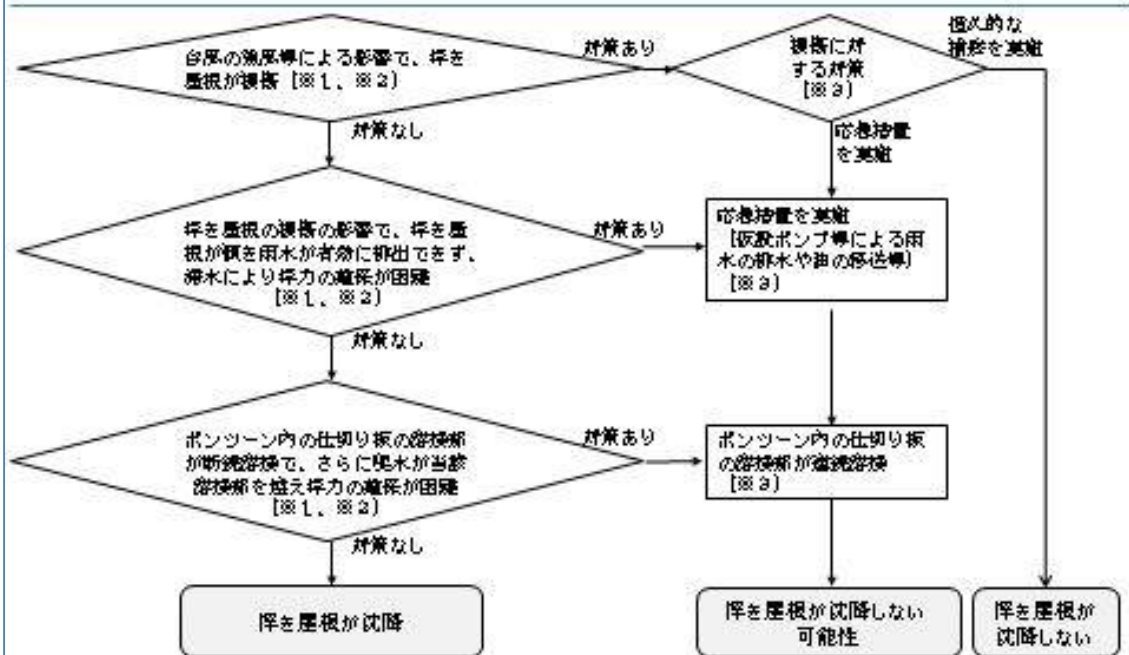 台風の強風等による影響で、浮き
屋根が損傷［※1、※2］
対策あり
損傷に対
する対策
［※3］
恒久的な
補修を実施
対策なし
応急措置
を実施
浮き屋根の損傷の影響で、浮き屋
根が傾き雨水が有効に排出できず、
滞水により浮力の確保が困難
［※1、※2］
対策あり
応急措置を実施
［仮設ポンプ等による雨
水の排水や油の移送等］
［※3］
対策なし
ポンツーン内の仕切り板の溶接部
が断続溶接で、さらに喫水が当該
溶接部を越え浮力の確保が困難
［※1、※2］
対策あり
ポンツーン内の仕切り板
の溶接部が連続溶接
［※3］
対策なし
浮き屋根が沈降
浮き屋根が沈降しない
可能性
浮き屋根が
沈降しない